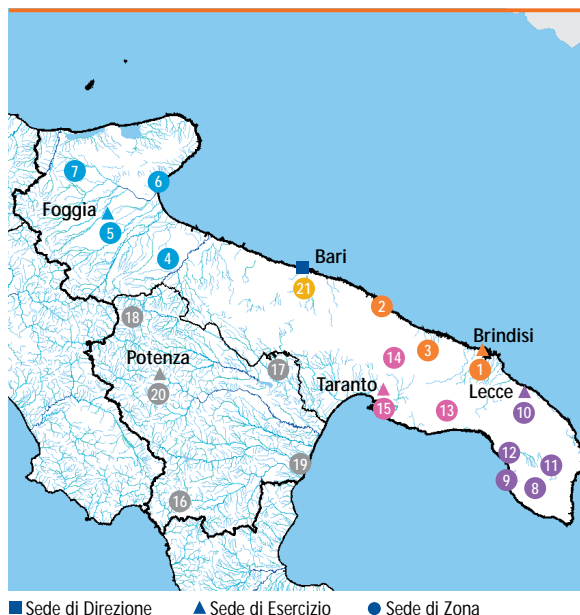 7
6
Foggia
5
4
Bari
21
2
18
Brindisi
3
14
1
17
Potenza
20
Taranto
Lecce
15
13
10
12
11
19
9
8
16
Sede di Direzione
Sede di Esercizio
Sede di Zona